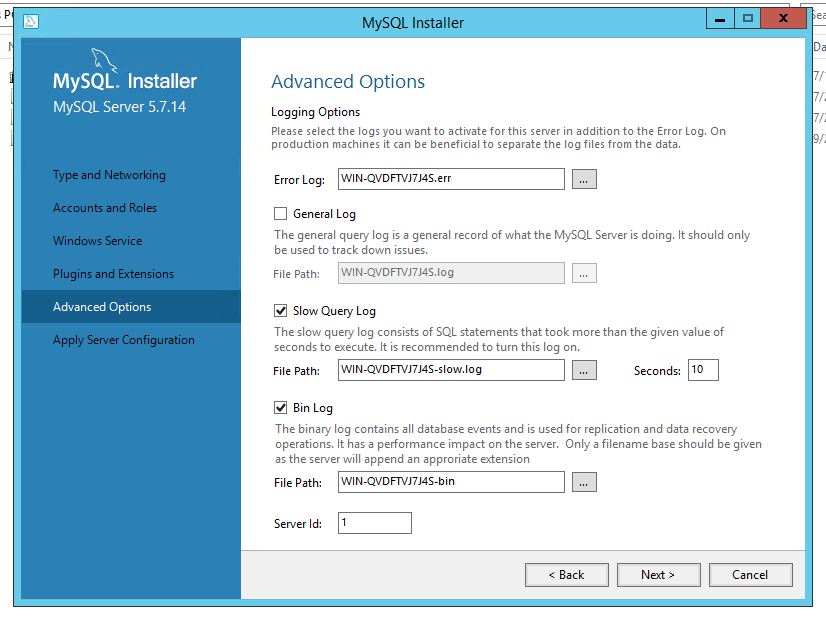 MySQL Installer
MySQL. Installer
MySQL Server 5.7.14
Type and Networking
Accounts and Roles
Windows Service
Plugins and Extensions
Advanced Options
Apply Server Configuration
Advanced Options
Logging Options
Please select the logs you want to activate for this server in addition to the Error Log. On
production machines it can be beneficial to separate the log files from the data.
Error Log: WIN-QVDFTVJ7J4S.err ...
General Log
The general query log is a general record of what the MySQL Server is doing. It should only
be used to track down issues.
File Path: WIN-QVDFTVJ7J4S.log ...
Slow Query Log
The slow query log consists of SQL statements that took more than the given value of
seconds to execute. It is recommended to turn this log on.
File Path: WIN-QVDFTVJ7J4S-slow.log ... Seconds: 10
Bin Log
The binary log contains all database events and is used for replication and data recovery
operations. It has a performance impact on the server. Only a filename base should be given
as the server will append an approriate extension
File Path: WIN-QVDFTVJ7J4S-bin ...
Server Id: 1
< Back Next > Cancel